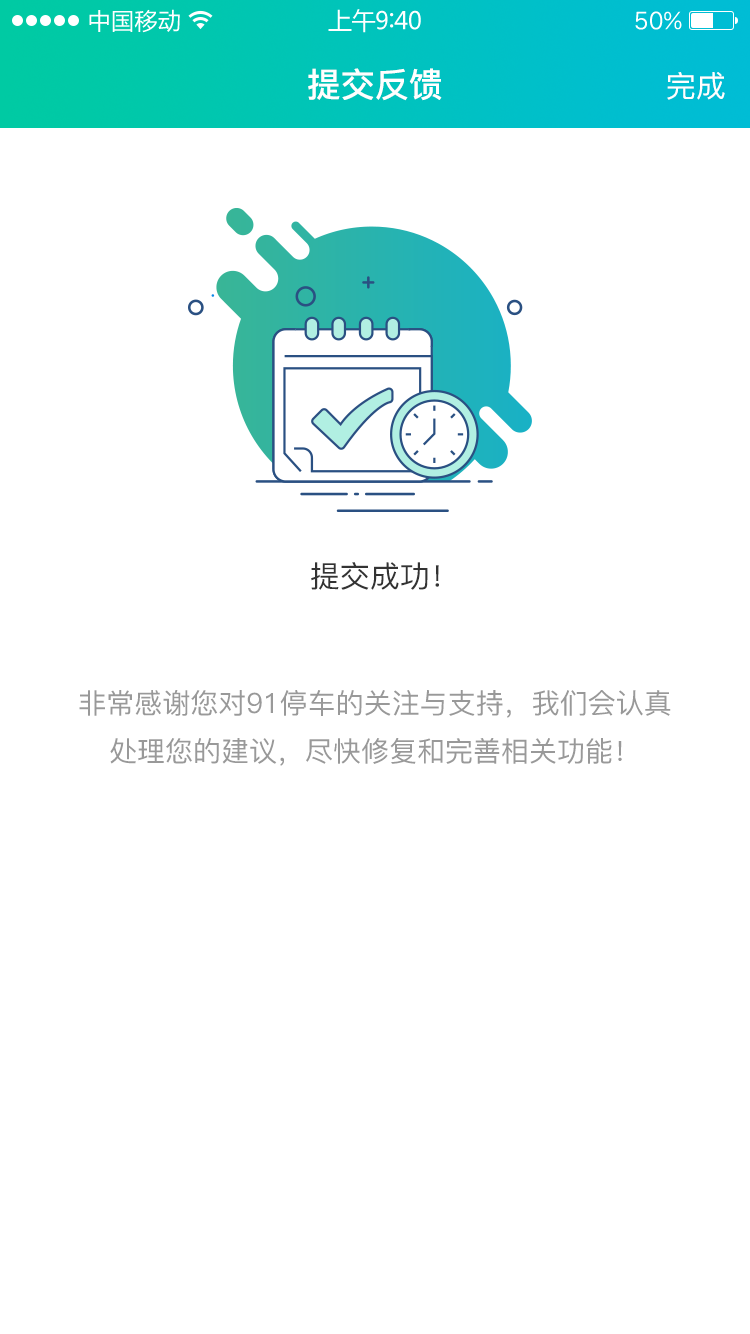 中国移动 上午9:40 50%
提交反馈 完成
提交成功！
非常感谢您对91停车的关注与支持，我们会认真
处理您的建议，尽快修复和完善相关功能！